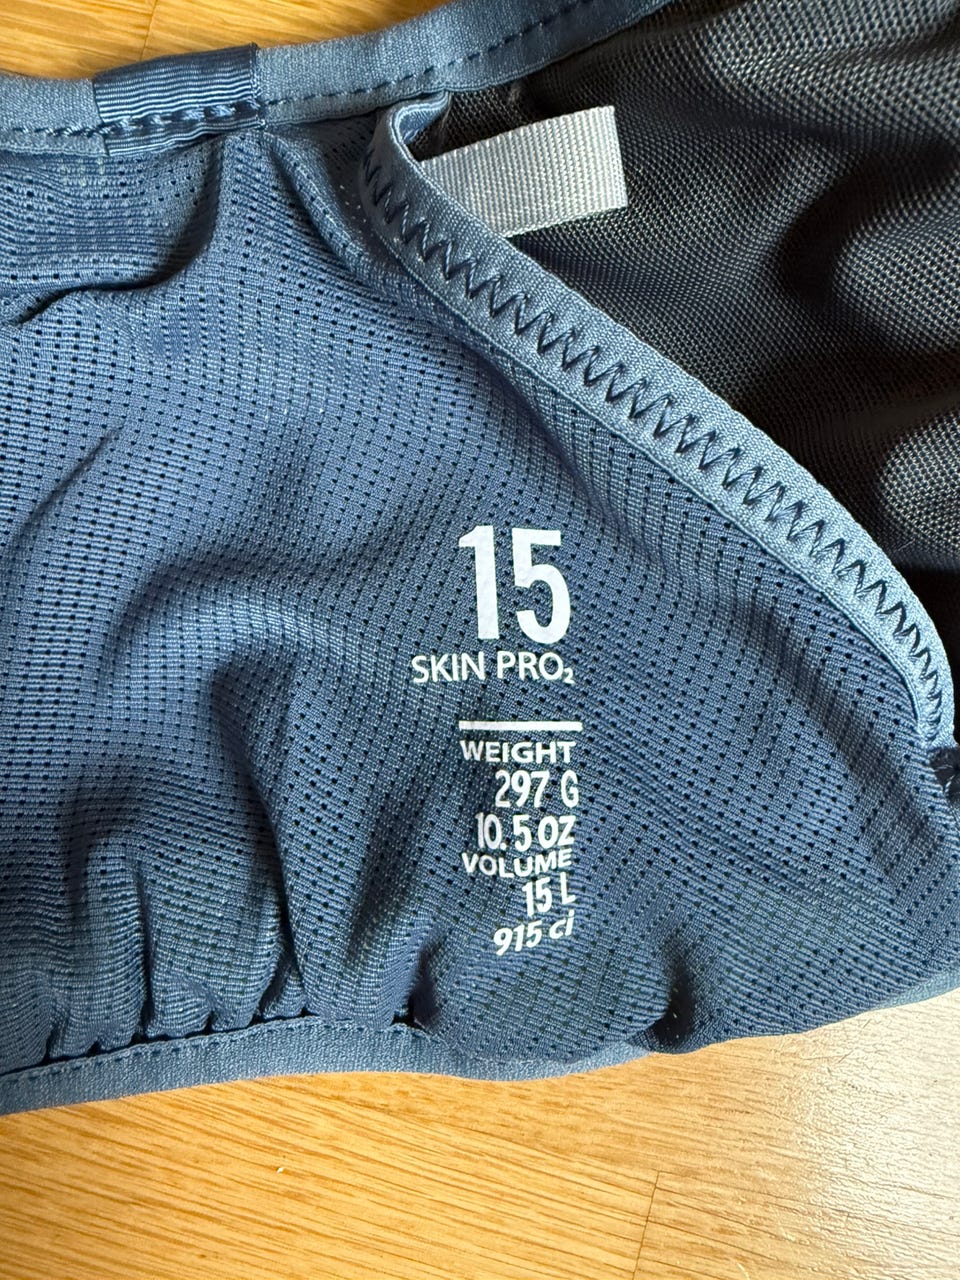 15
SKIN PRO₂
WEIGHT
297 G
10.5 OZ
VOLUME
15 L
915 ci